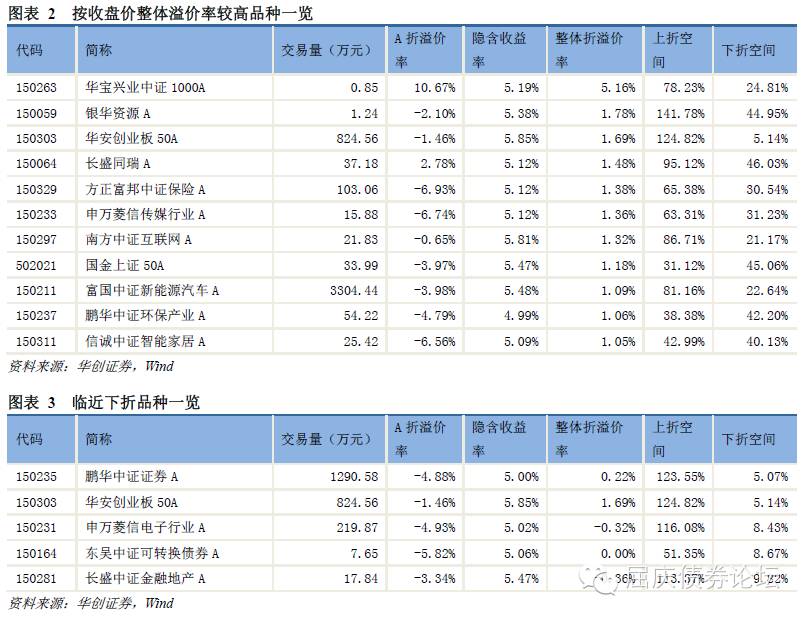 图表 2 按收盘价整体溢价率较高品种一览
代码 简称 交易量（万元） A 折溢价率 隐含收益率 整体折溢价率 上折空间 下折空间
150263 华宝兴业中证 1000A 0.85 10.67% 5.19% 5.16% 78.23% 24.81%
150059 银华资源 A 1.24 -2.10% 5.38% 1.78% 141.78% 44.95%
150303 华安创业板 50A 824.56 -1.46% 5.85% 1.69% 124.82% 5.14%
150064 长盛同瑞 A 37.18 2.78% 5.12% 1.48% 95.12% 46.03%
150329 方正富邦中证保险 A 103.06 -6.93% 5.12% 1.38% 65.38% 30.54%
150233 申万菱信传媒行业 A 15.88 -6.74% 5.12% 1.36% 63.31% 31.23%
150297 南方中证互联网 A 21.83 -0.65% 5.81% 1.32% 86.71% 21.17%
502021 国金上证 50A 33.99 -3.97% 5.47% 1.18% 31.12% 45.06%
150211 富国中证新能源汽车 A 3304.44 -3.98% 5.48% 1.09% 81.16% 22.64%
150237 鹏华中证环保产业 A 54.22 -4.79% 4.99% 1.06% 38.38% 42.20%
150311 信诚中证智能家居 A 25.42 -6.56% 5.09% 1.05% 42.99% 40.13%
资料来源：华创证券，Wind
图表 3 临近下折品种一览
代码 简称 交易量（万元） A 折溢价率 隐含收益率 整体折溢价率 上折空间 下折空间
150235 鹏华中证证券 A 1290.58 -4.88% 5.00% 0.22% 123.55% 5.07%
150303 华安创业板 50A 824.56 -1.46% 5.85% 1.69% 124.82% 5.14%
150231 申万菱信电子行业 A 219.87 -4.93% 5.02% -0.32% 116.08% 8.43%
150164 东吴中证可转换债券 A 7.65 -5.82% 5.06% 0.00% 51.35% 8.67%
150281 长盛中证金融地产 A 17.84 -3.34% 5.47%
屈庆债券论坛
资料来源：华创证券，Wind